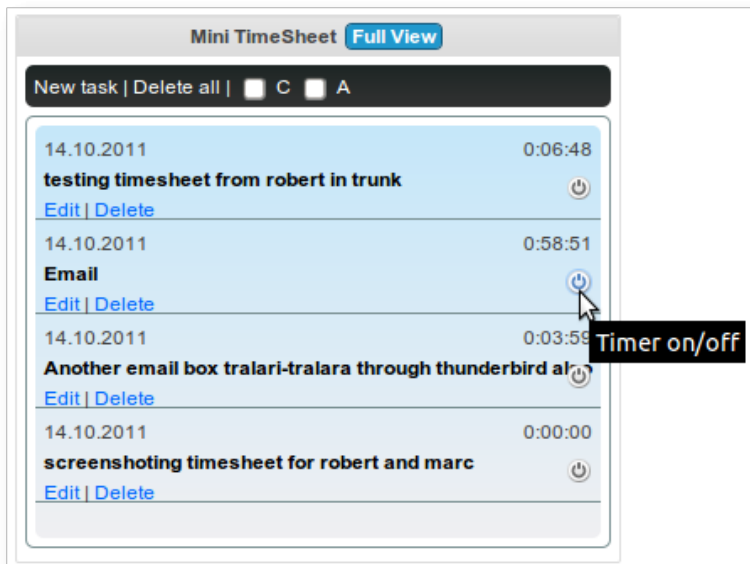 Mini TimeSheet Full View
New task | Delete all | C A
14.10.2011 0:06:48
testing timesheet from robert in trunk
Edit | Delete
14.10.2011 0:58:51
Email
Edit | Delete
14.10.2011 0:03:59
Timer on/off
Another email box tralari-tralara through thunderbird
Edit | Delete
14.10.2011 0:00:00
screenshoting timesheet for robert and marc
Edit | Delete